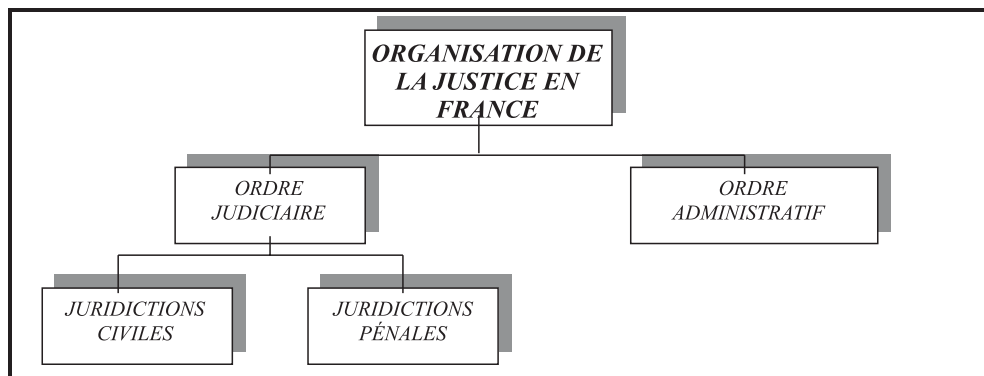 ORGANISATION DE
LA JUSTICE EN
FRANCE
ORDRE
JUDICIAIRE
ORDRE
ADMINISTRATIF
JURIDICTIONS
CIVILES
JURIDICTIONS
PÉNALES